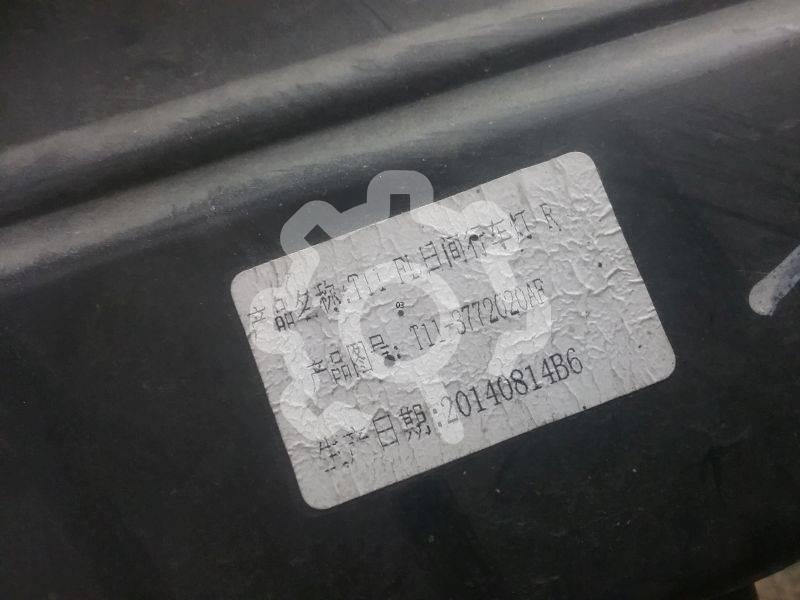 产品名称:T11 FL日间行车灯 R
产品图号: T11-3772020AF
生产日期:20140814B6